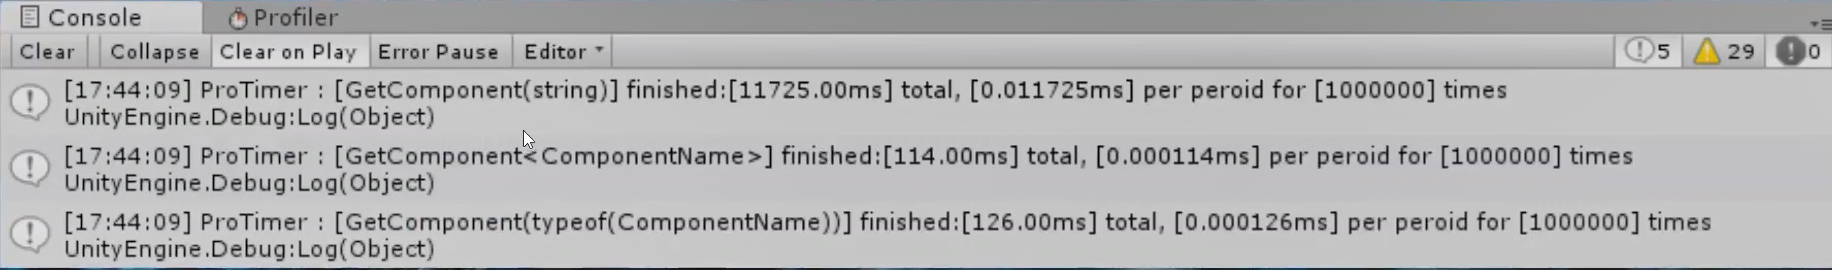 Console Profiler
Clear Collapse Clear on Play Error Pause Editor 5 29 0
[17:44:09] ProTimer : [GetComponent(string)] finished:[11725.00ms] total, [0.011725ms] per peroid for [1000000] times
UnityEngine.Debug:Log(Object)
[17:44:09] ProTimer : [GetComponent<ComponentName>] finished:[114.00ms] total, [0.000114ms] per peroid for [1000000] times
UnityEngine.Debug:Log(Object)
[17:44:09] ProTimer : [GetComponent(typeof(ComponentName))] finished:[126.00ms] total, [0.000126ms] per peroid for [1000000] times
UnityEngine.Debug:Log(Object)